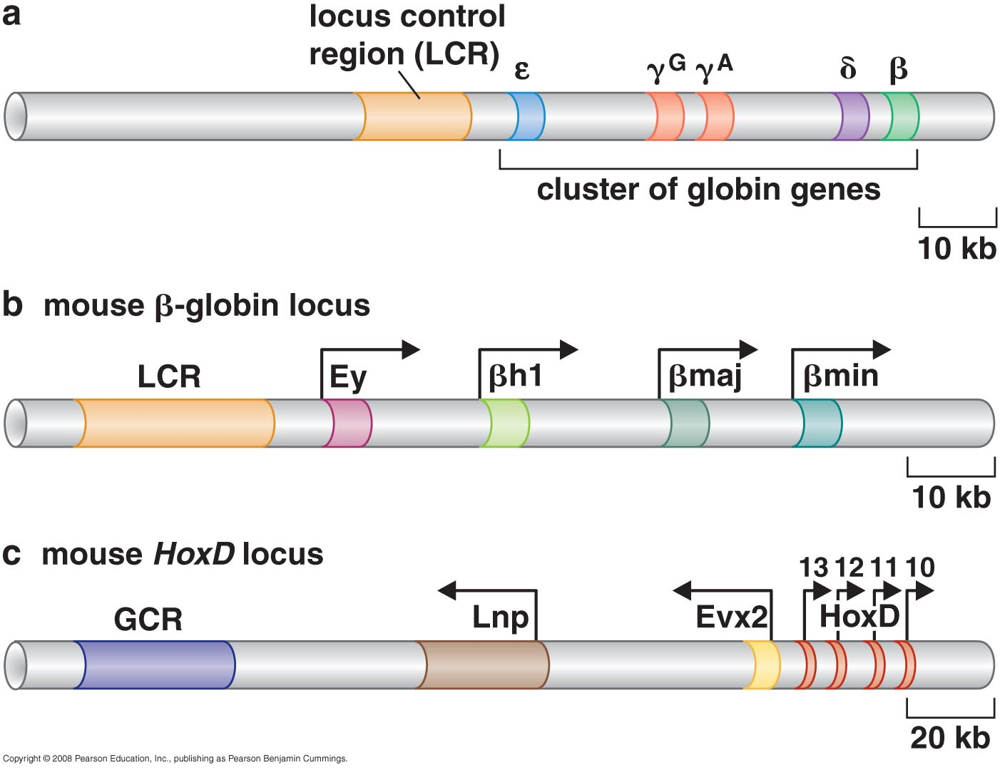 a
locus control
region (LCR)
ε γG γA δ β
cluster of globin genes
10 kb
b mouse β-globin locus
LCR Ey βh1 βmaj βmin
10 kb
c mouse HoxD locus
13 12 11 10
GCR Lnp Evx2 HoxD
20 kb
Copyright © 2008 Pearson Education, Inc., publishing as Pearson Benjamin Cummings.